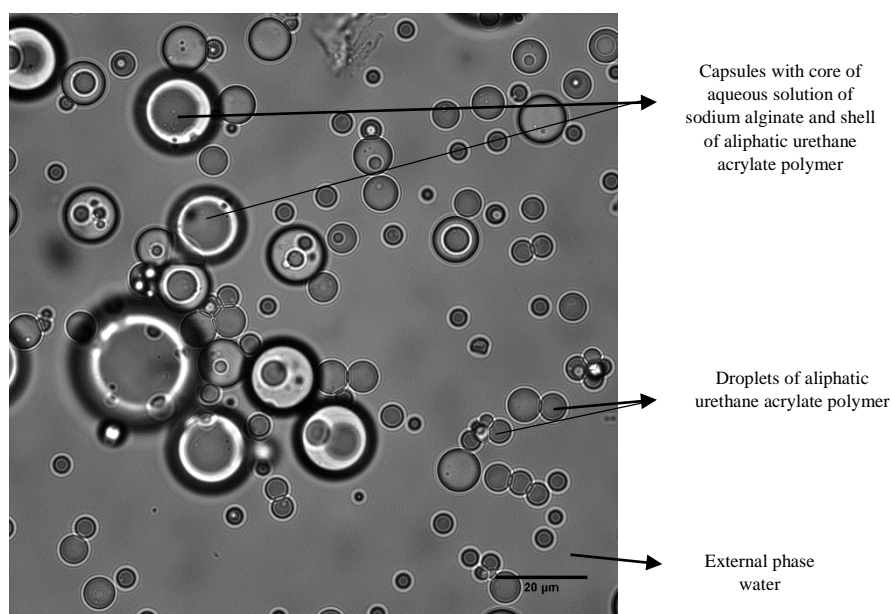 Capsules with core of
aqueous solution of
sodium alginate and shell
of aliphatic urethane
acrylate polymer
Droplets of aliphatic
urethane acrylate polymer
External phase
water
20 µm